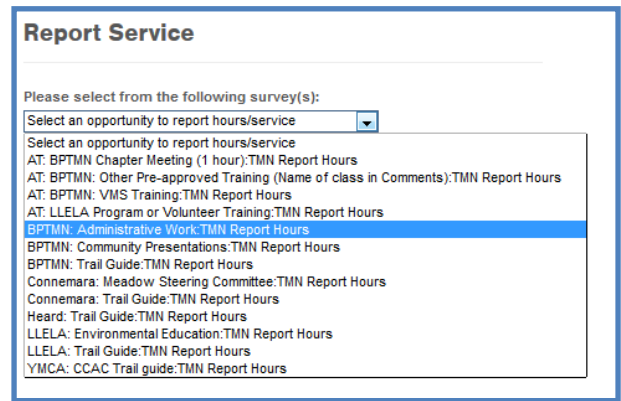 Report Service
Please select from the following survey(s):
Select an opportunity to report hours/service
Select an opportunity to report hours/service
AT: BPTMN Chapter Meeting (1 hour):TMN Report Hours
AT: BPTMN: Other Pre-approved Training (Name of class in Comments):TMN Report Hours
AT: BPTMN: VMS Training:TMN Report Hours
AT: LLELA Program or Volunteer Training:TMN Report Hours
BPTMN: Administrative Work:TMN Report Hours
BPTMN: Community Presentations:TMN Report Hours
BPTMN: Trail Guide:TMN Report Hours
Connemara: Meadow Steering Committee:TMN Report Hours
Connemara: Trail Guide:TMN Report Hours
Heard: Trail Guide:TMN Report Hours
LLELA: Environmental Education:TMN Report Hours
LLELA: Trail Guide:TMN Report Hours
YMCA: CCAC Trail guide:TMN Report Hours